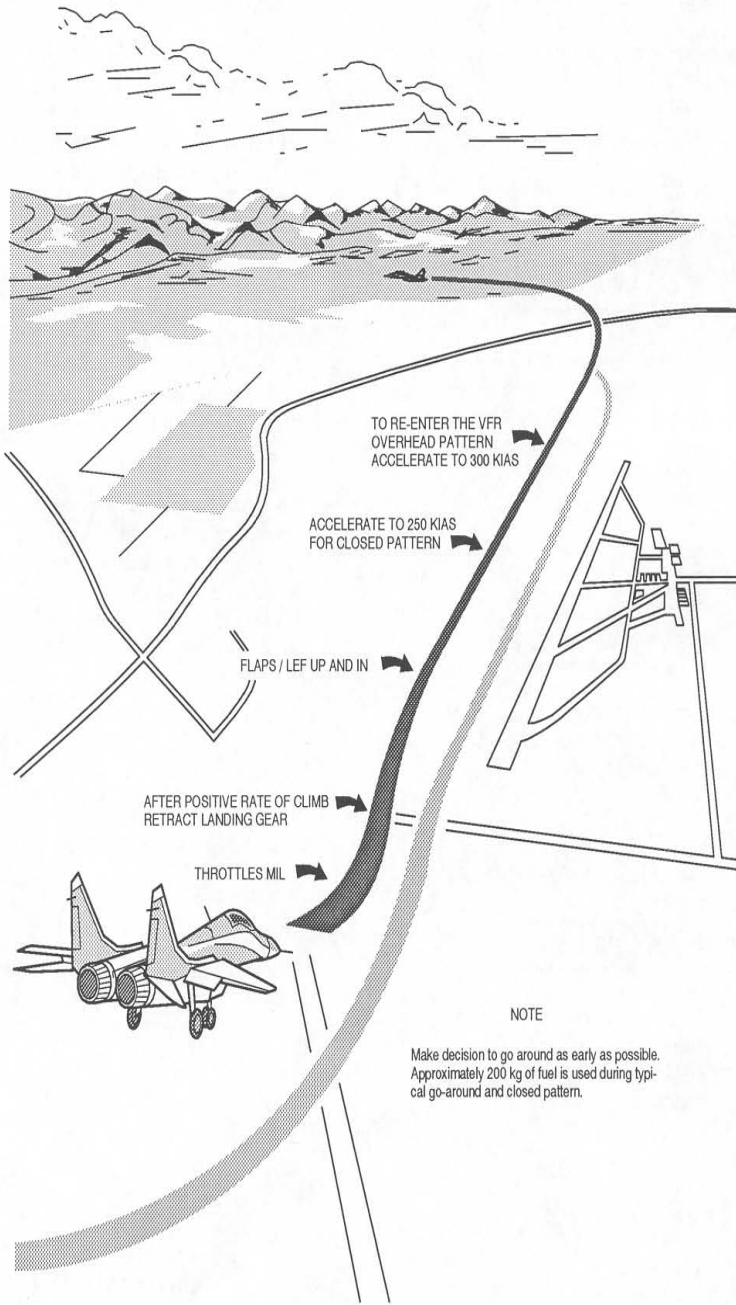 TO RE-ENTER THE VFR
OVERHEAD PATTERN
ACCELERATE TO 300 KIAS
ACCELERATE TO 250 KIAS
FOR CLOSED PATTERN
FLAPS / LEF UP AND IN
AFTER POSITIVE RATE OF CLIMB
RETRACT LANDING GEAR
THROTTLES MIL
NOTE
Make decision to go around as early as possible.
Approximately 200 kg of fuel is used during typi-
cal go-around and closed pattern.